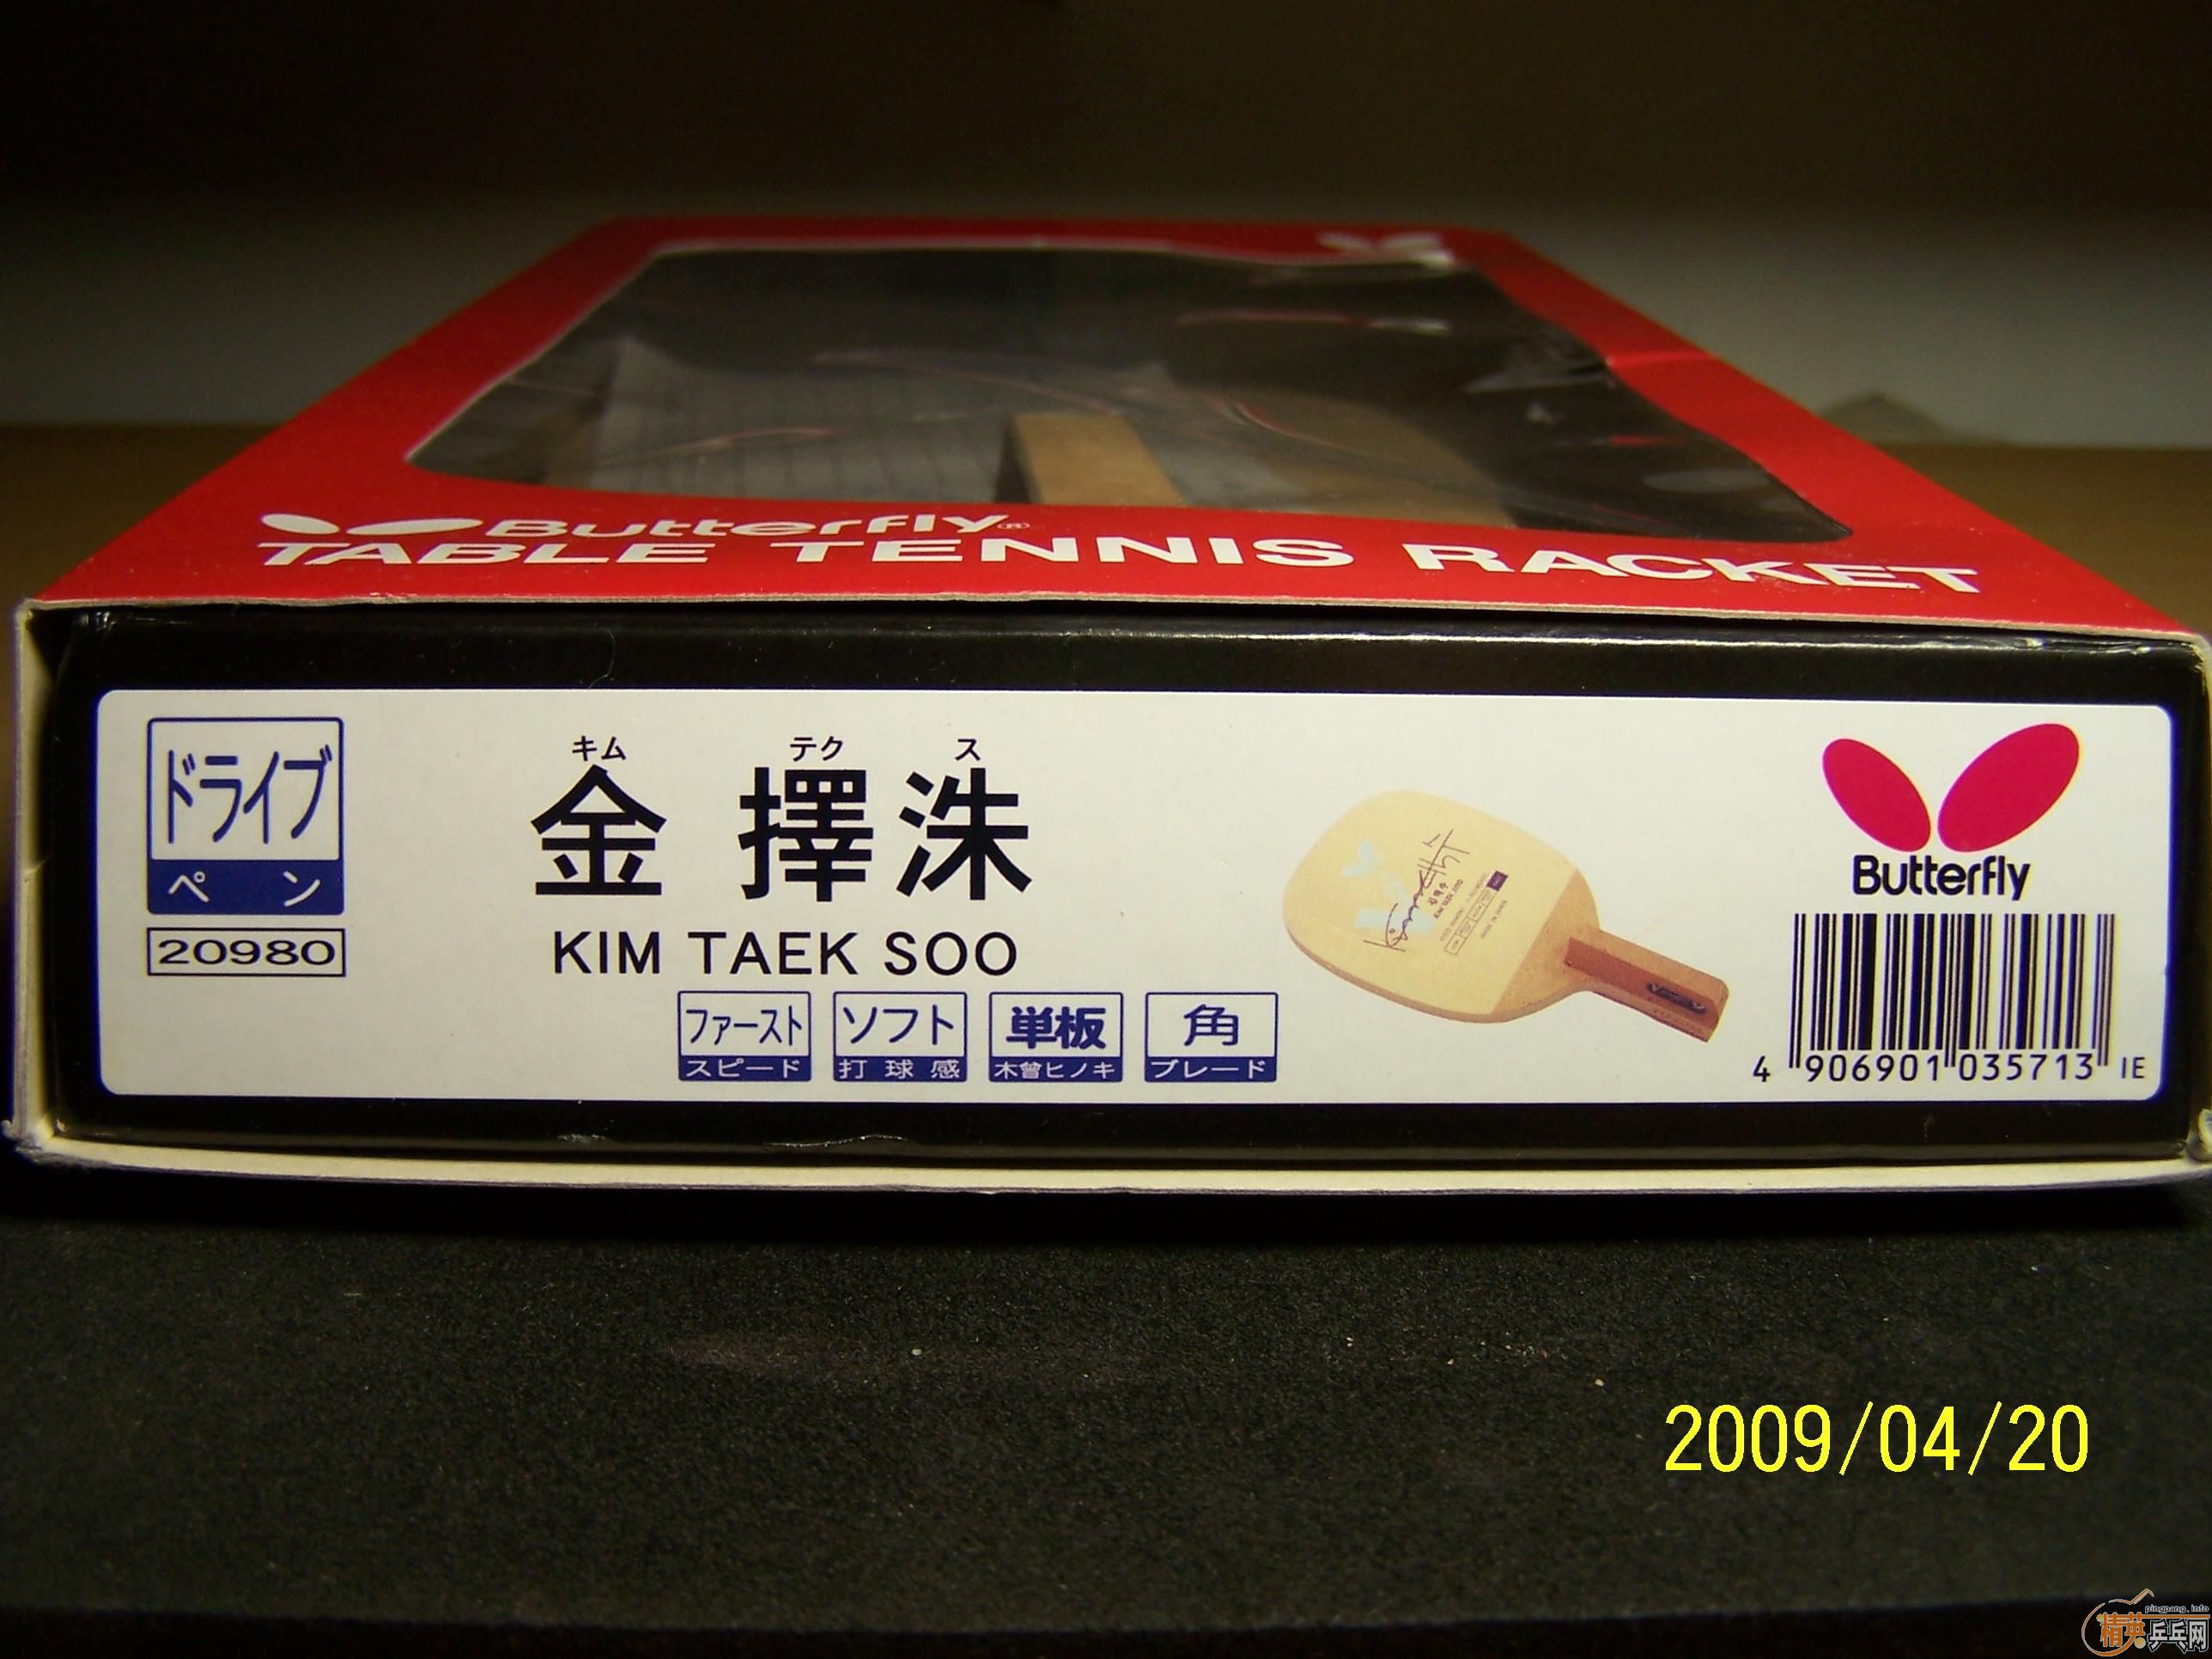 Butterfly®
TABLE TENNIS RACKET
ドライブ
ペン
20980
キム テク ス
金擇洙
KIM TAEK SOO
ファースト
スピード
ソフト
打球感
単板
木曾ヒノキ
角
ブレード
Butterfly
4 906901 035713 IE
2009/04/20
pingpang.info
精英乒乓网